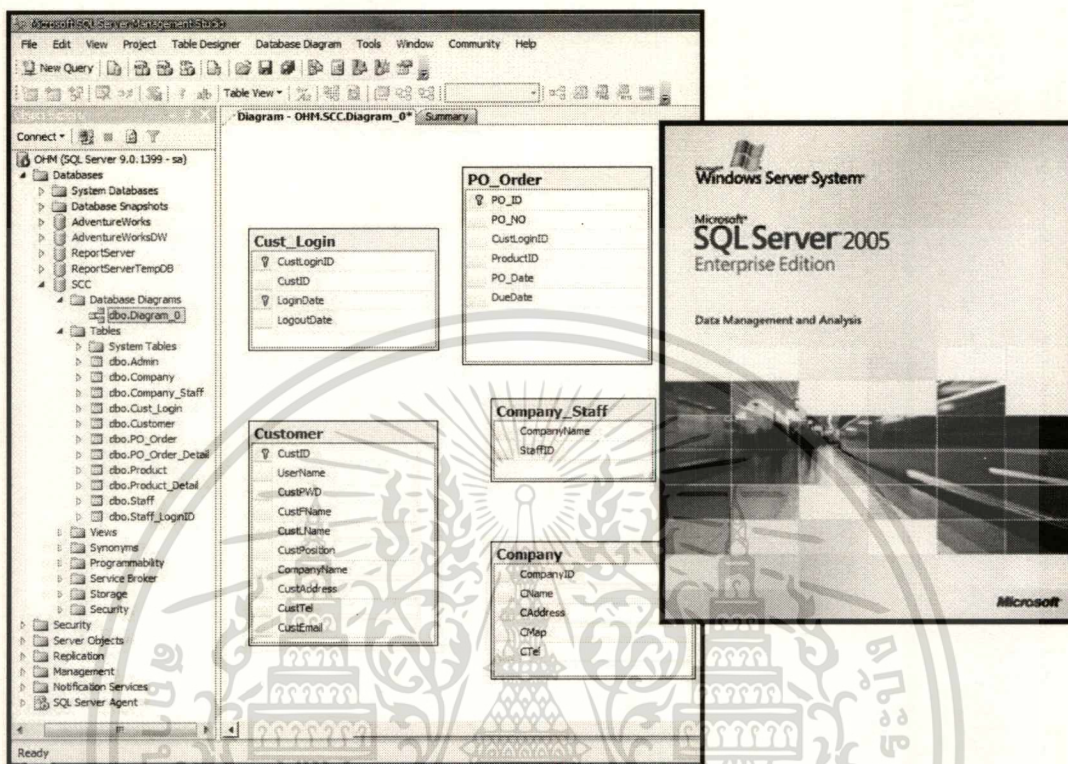 Microsoft SQL Server Management Studio
File Edit View Project Table Designer Database Diagram Tools Window Community Help
New Query
Table View
Object Explorer
Diagram - OHM.SCC.Diagram_0* Summary
Connect
OHM (SQL Server 9.0.1399 - sa)
Databases
System Databases
Database Snapshots
AdventureWorks
AdventureWorksDW
ReportServer
ReportServerTempDB
SCC
Database Diagrams
dbo.Diagram_0
Tables
System Tables
dbo.Admin
dbo.Company
dbo.Company_Staff
dbo.Cust_Login
dbo.Customer
dbo.PO_Order
dbo.PO_Order_Detail
dbo.Product
dbo.Product_Detail
dbo.Staff
dbo.Staff_LoginID
Views
Synonyms
Programmability
Service Broker
Storage
Security
Security
Server Objects
Replication
Management
Notification Services
SQL Server Agent
Ready
Cust_Login
CustLoginID
CustID
LoginDate
LogoutDate
PO_Order
PO_ID
PO_NO
CustLoginID
ProductID
PO_Date
DueDate
Customer
CustID
UserName
CustPWD
CustFName
CustLName
CustPosition
CompanyName
CustAddress
CustTel
CustEmail
Company_Staff
CompanyName
StaffID
Company
CompanyID
CName
CAddress
CMap
CTel
Microsoft
Windows Server System
Microsoft
SQL Server 2005
Enterprise Edition
Data Management and Analysis
Microsoft